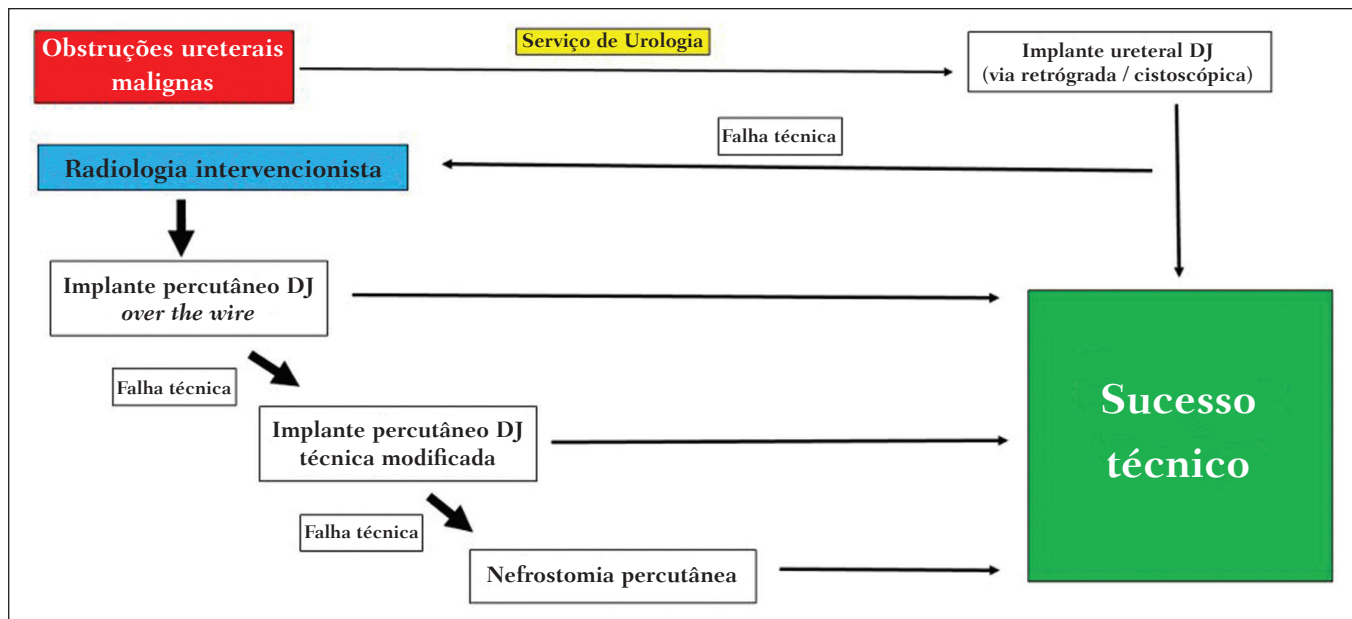 Obstruções ureterais
malignas
Serviço de Urologia
Implante ureteral DJ
(via retrógrada / cistoscópica)
Falha técnica
Radiologia intervencionista
Implante percutâneo DJ
over the wire
Falha técnica
Implante percutâneo DJ
técnica modificada
Falha técnica
Nefrostomia percutânea
Sucesso
técnico